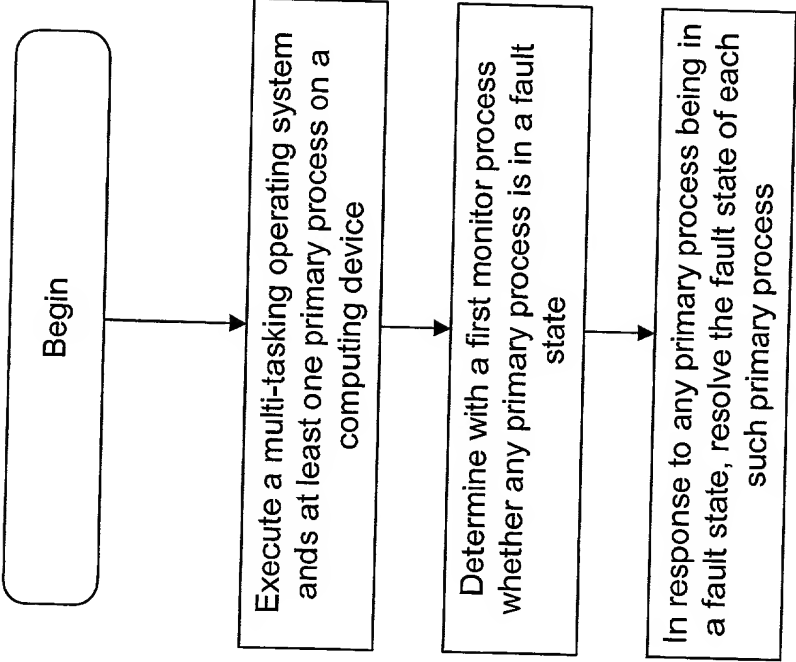 Begin
Execute a multi-tasking operating system
ands at least one primary process on a
computing device
Determine with a first monitor process
whether any primary process is in a fault
state
In response to any primary process being in
a fault state, resolve the fault state of each
such primary process